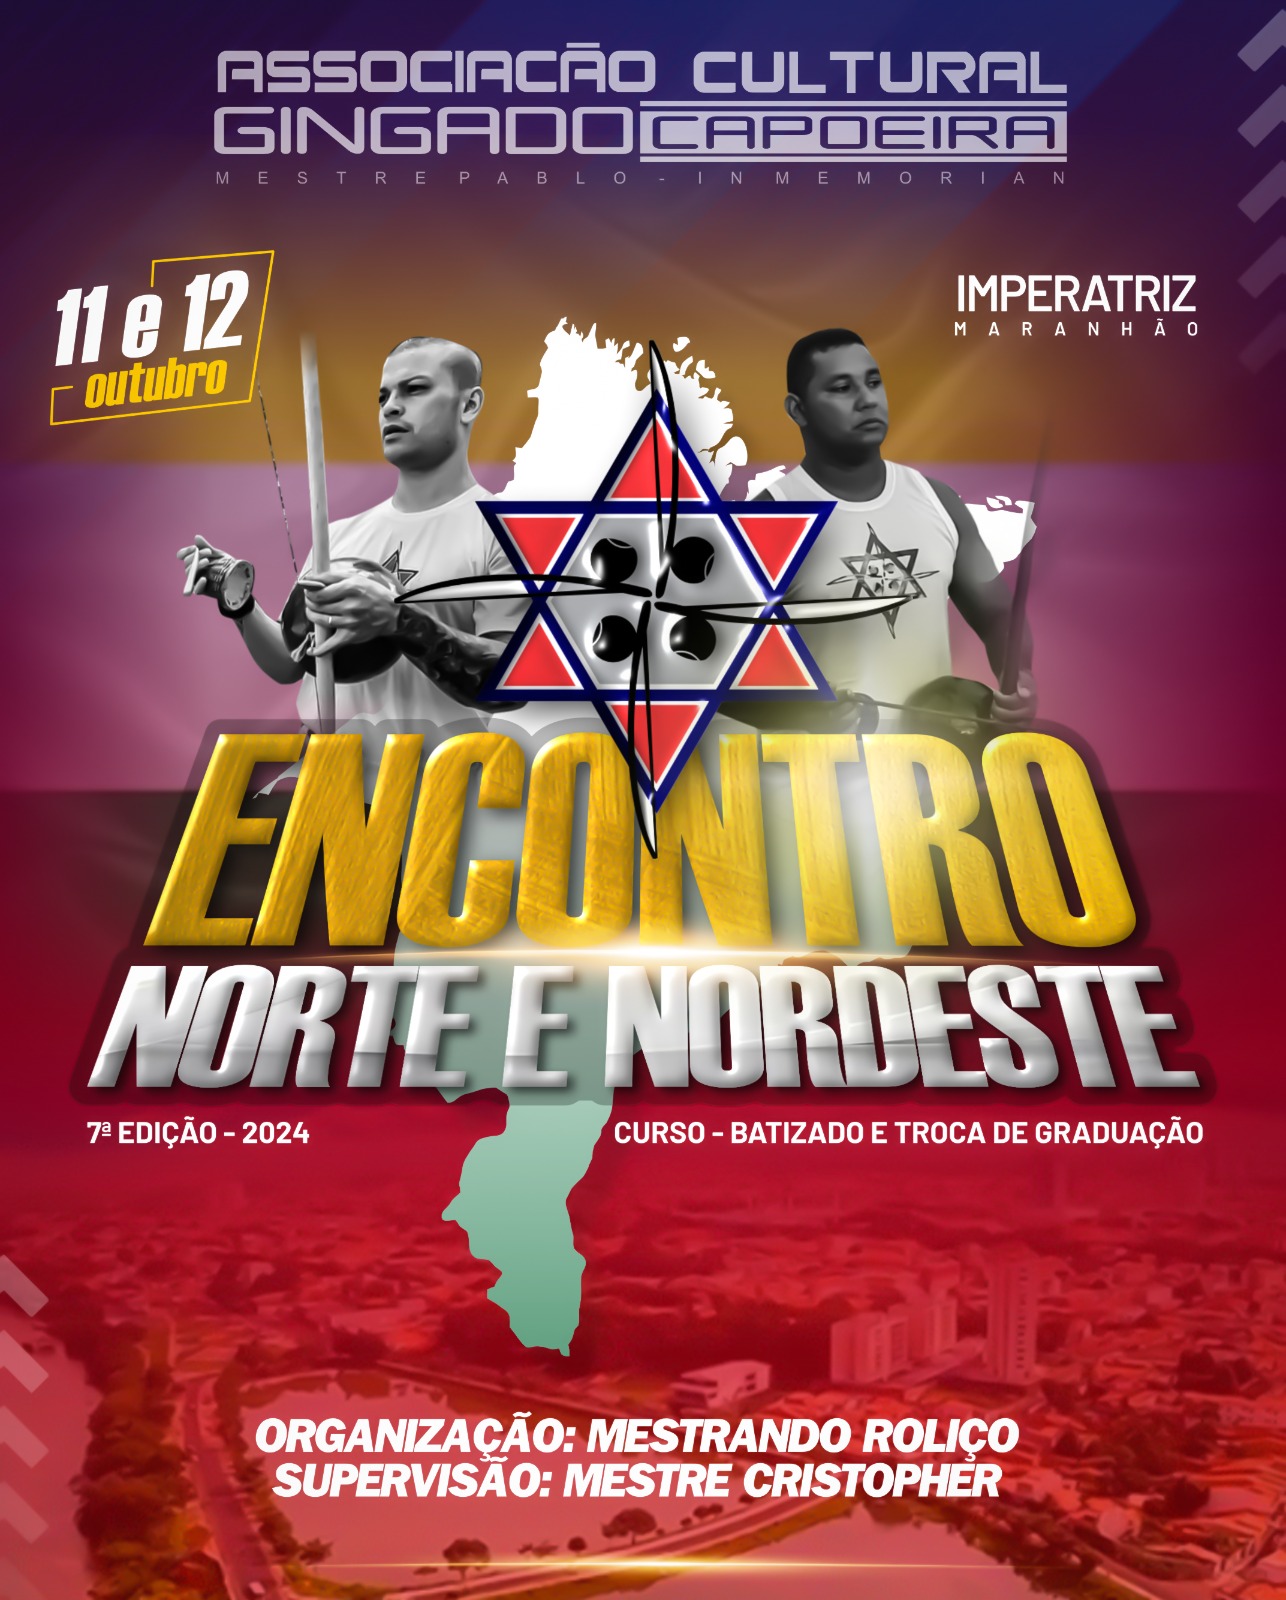 ASSOCIACÃO CULTURAL
GINGADO CAPOEIRA
MESTRE PABLO - IN MEMORIAN
11 e 12
outubro
IMPERATRIZ
MARANHÃO
ENCONTRO
NORTE E NORDESTE
7ª EDIÇÃO - 2024
CURSO - BATIZADO E TROCA DE GRADUAÇÃO
ORGANIZAÇÃO: MESTRANDO ROLIÇO
SUPERVISÃO: MESTRE CRISTOPHER